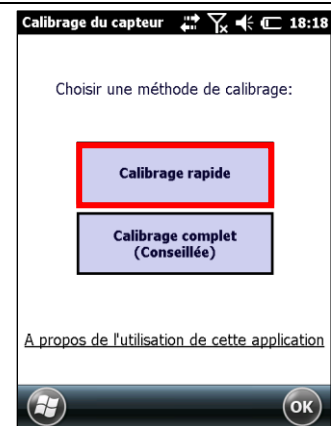 Calibrage du capteur 18:18
Choisir une méthode de calibrage:
Calibrage rapide
Calibrage complet
(Conseillée)
A propos de l'utilisation de cette application
OK